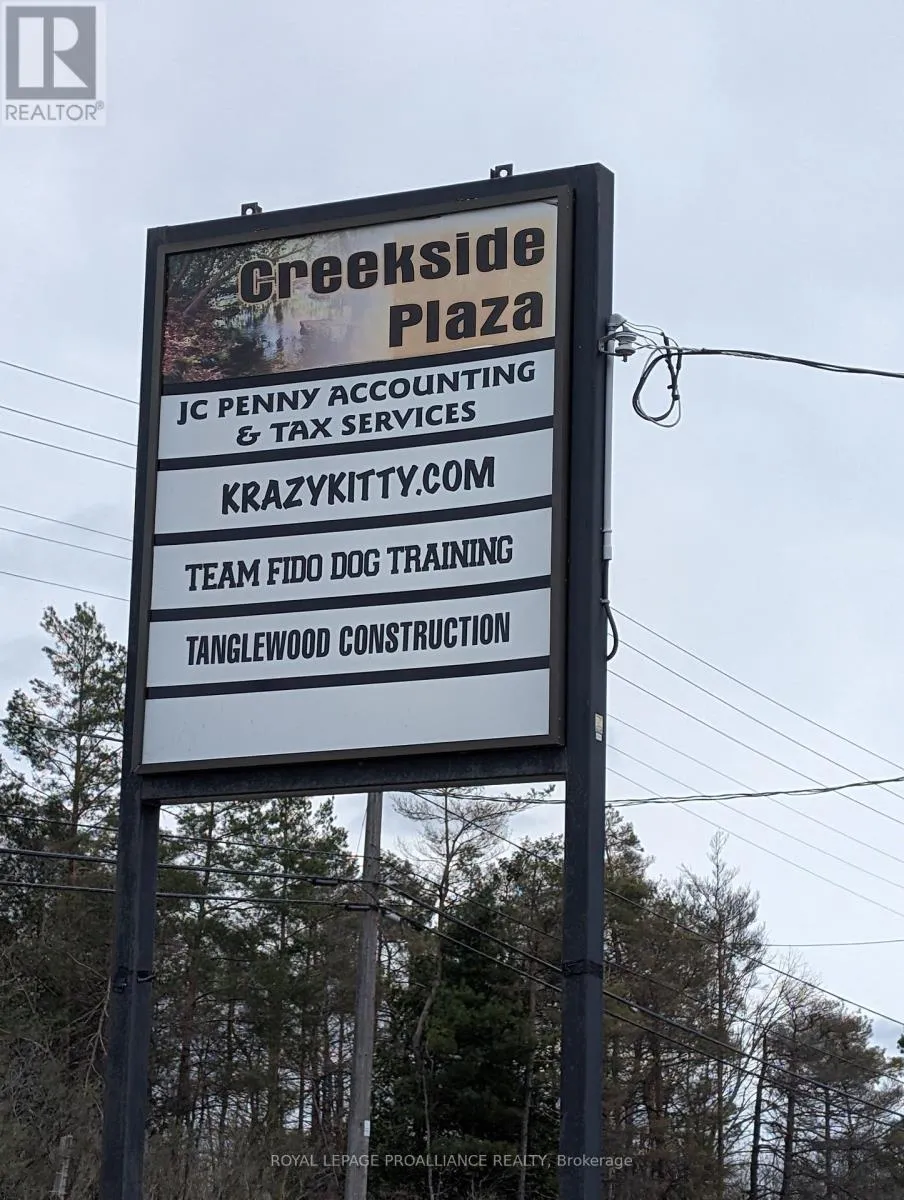 R
REALTOR®
Creekside
Plaza
JC PENNY ACCOUNTING
& TAX SERVICES
KRAZYKITTY.COM
TEAM FIDO DOG TRAINING
TANGLEWOOD CONSTRUCTION
ROYAL LEPAGE PROALLIANCE REALTY, Brokerage